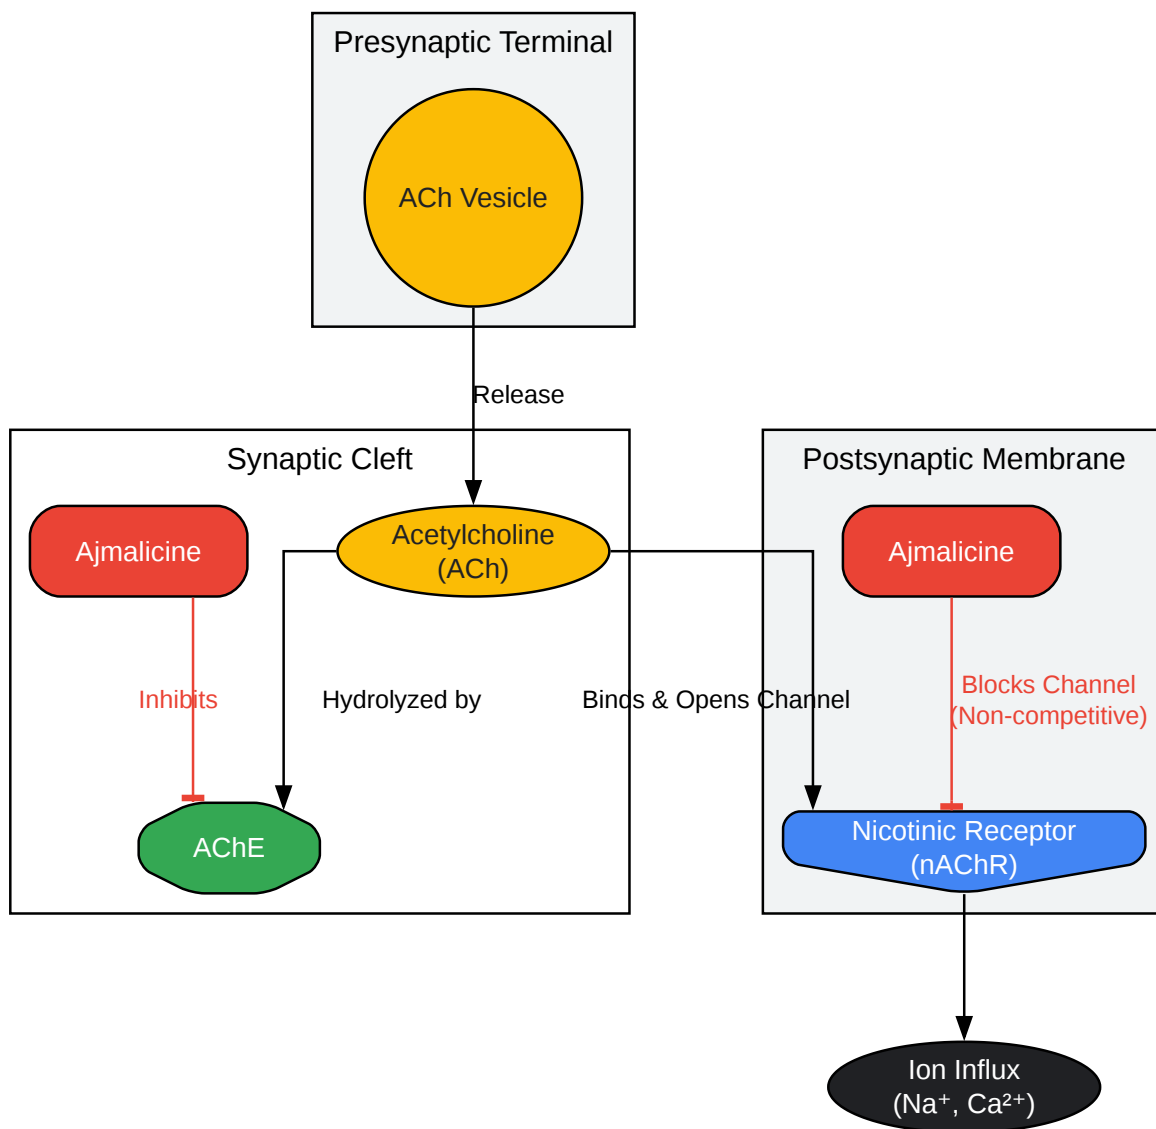 Presynaptic Terminal
ACh Vesicle
Release
Synaptic Cleft
Postsynaptic Membrane
Ajmalicine
Acetylcholine
(ACh)
Ajmalicine
Inhibits
Hydrolyzed by
Binds & Opens Channel
Blocks Channel
(Non-competitive)
AChE
Nicotinic Receptor
(nAChR)
Ion Influx
(Na⁺, Ca²⁺)